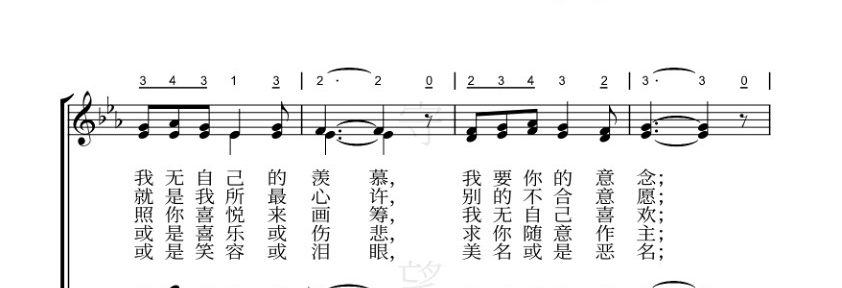 3 4 3 1 3 | 2 · 2 0 | 2 3 4 3 2 | 3 · 3 0 |
我无自己的羡慕， 我要你的意念；
就是我所最心许， 别的不合意愿；
照你喜悦来画筹， 我无自己喜欢；
或是喜乐或伤悲， 求你随意作主；
或是笑容或泪眼， 美名或是恶名；